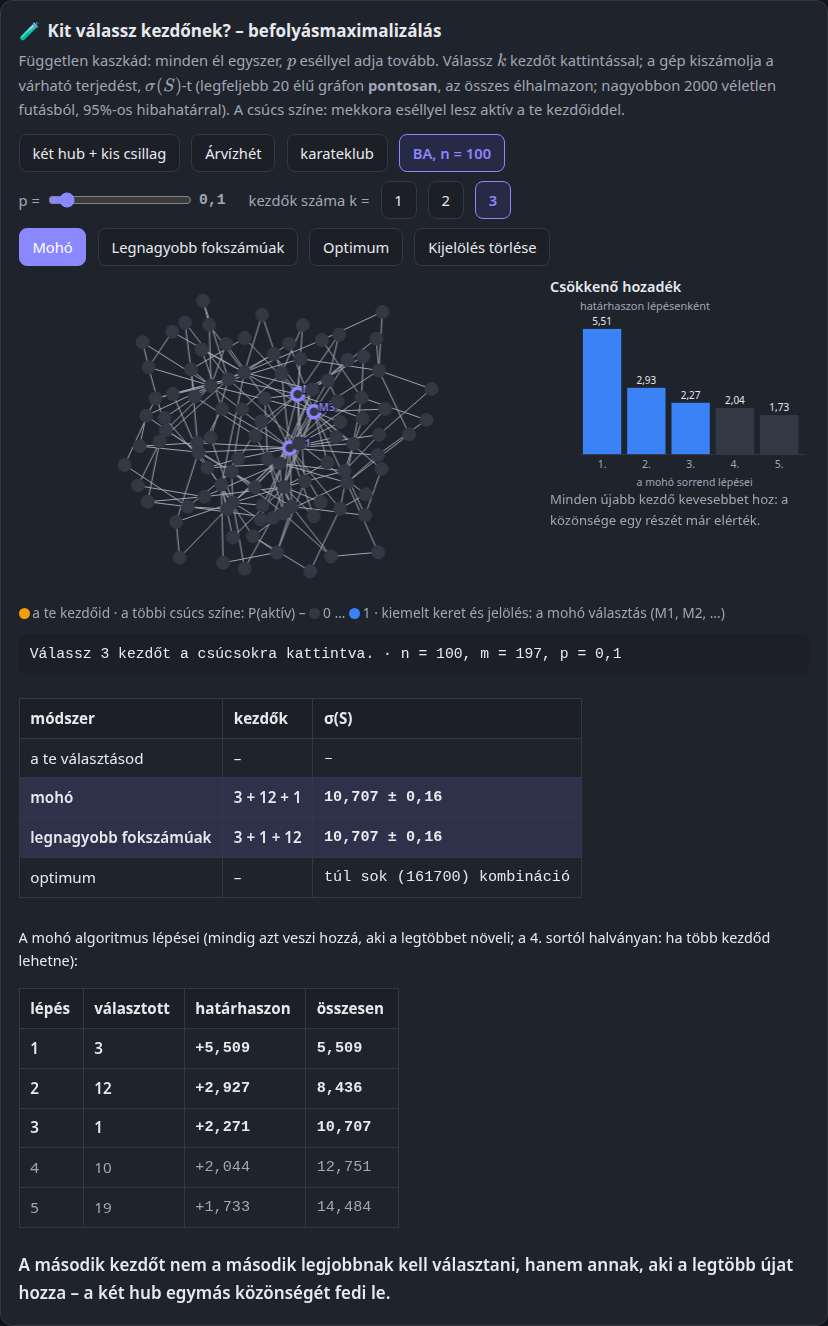 🧪 Kit válassz kezdőnek? – befolyásmaximalizálás
Független kaszkád: minden él egyszer, p eséllyel adja tovább. Válassz k kezdőt kattintással; a gép kiszámolja a
várható terjedést, σ(S)-t (legfeljebb 20 élű gráfon pontosan, az összes élhalmazon; nagyobbon 2000 véletlen
futásból, 95%-os hibahatárral). A csúcs színe: mekkora eséllyel lesz aktív a te kezdőiddel.
két hub + kis csillag Árvízhét karateklub BA, n = 100
p = 0,1 kezdők száma k = 1 2 3
Mohó Legnagyobb fokszámúak Optimum Kijelölés törlése
Csökkenő hozadék
határhaszon lépésenként
5,51
2,93
2,27
2,04
1,73
1. 2. 3. 4. 5.
a mohó sorrend lépései
Minden újabb kezdő kevesebbet hoz: a
közönsége egy részét már elérték.
M3
a te kezdőid · a többi csúcs színe: P(aktív) – 0 ... 1 · kiemelt keret és jelölés: a mohó választás (M1, M2, ...)
Válassz 3 kezdőt a csúcsokra kattintva. · n = 100, m = 197, p = 0,1
módszer kezdők σ(S)
a te választásod – –
mohó 3 + 12 + 1 10,707 ± 0,16
legnagyobb fokszámúak 3 + 1 + 12 10,707 ± 0,16
optimum – túl sok (161700) kombináció
A mohó algoritmus lépései (mindig azt veszi hozzá, aki a legtöbbet növeli; a 4. sortól halványan: ha több kezdőd
lehetne):
lépés választott határhaszon összesen
1 3 +5,509 5,509
2 12 +2,927 8,436
3 1 +2,271 10,707
4 10 +2,044 12,751
5 19 +1,733 14,484
A második kezdőt nem a második legjobbnak kell választani, hanem annak, aki a legtöbb újat
hozza – a két hub egymás közönségét fedi le.